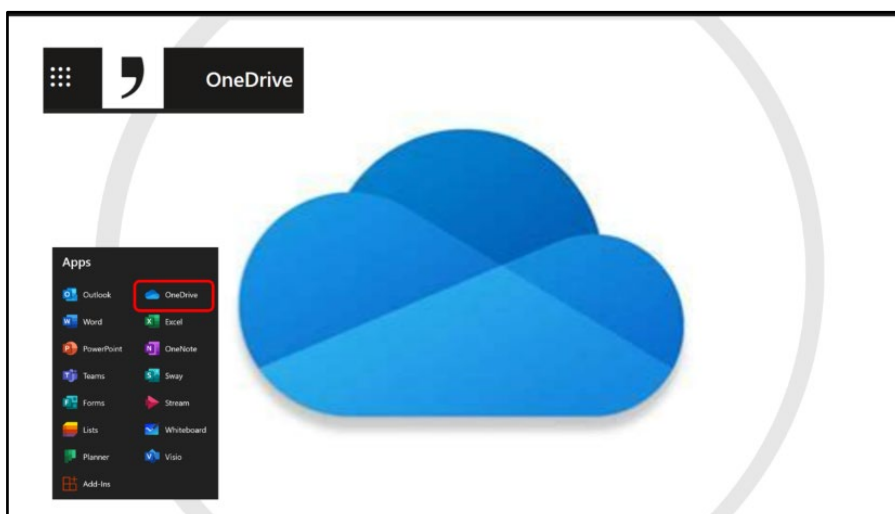 OneDrive
Apps
Outlook OneDrive
Word Excel
PowerPoint OneNote
Teams Sway
Forms Stream
Lists Whiteboard
Planner Visio
Add-Ins